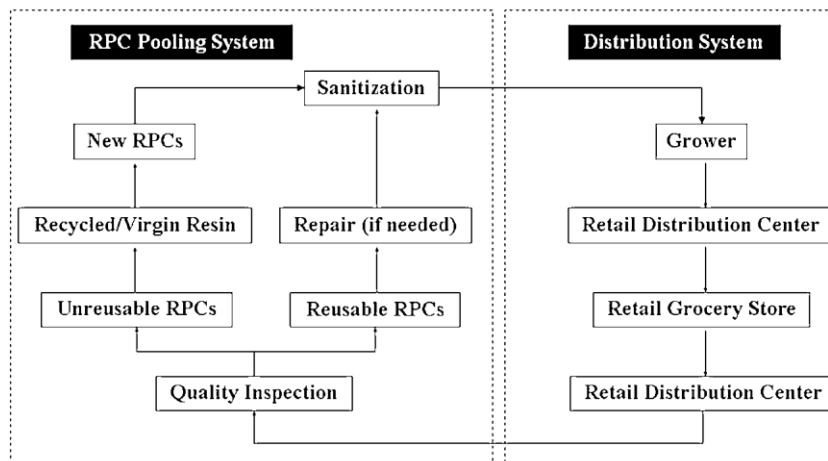 RPC Pooling System
Distribution System
Sanitization
New RPCs
Grower
Recycled/Virgin Resin
Repair (if needed)
Retail Distribution Center
Unreusable RPCs
Reusable RPCs
Retail Grocery Store
Quality Inspection
Retail Distribution Center